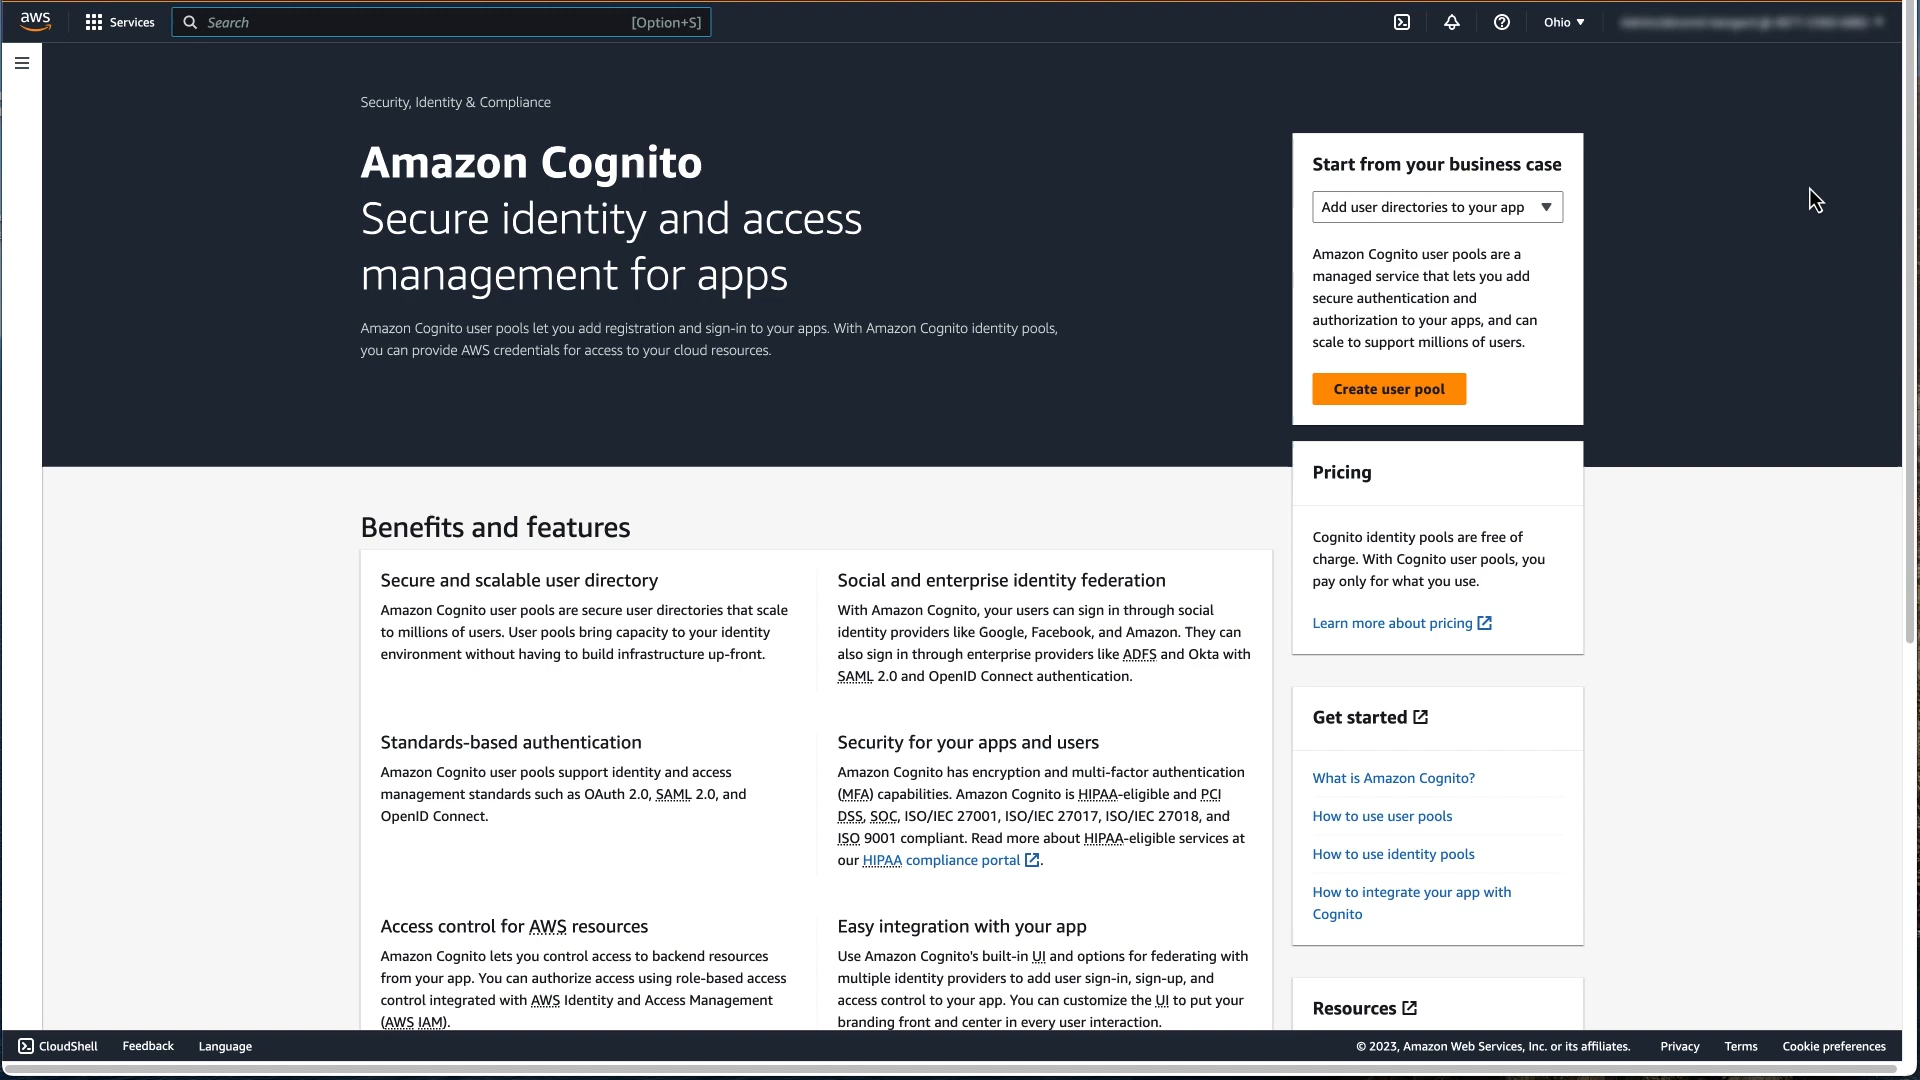 aws
Services
Search
[Option+S]
Ohio
Security, Identity & Compliance
Amazon Cognito
Secure identity and access
management for apps
Amazon Cognito user pools let you add registration and sign-in to your apps. With Amazon Cognito identity pools,
you can provide AWS credentials for access to your cloud resources.
Start from your business case
Add user directories to your app
Amazon Cognito user pools are a
managed service that lets you add
secure authentication and
authorization to your apps, and can
scale to support millions of users.
Create user pool
Pricing
Cognito identity pools are free of
charge. With Cognito user pools, you
pay only for what you use.
Learn more about pricing
Get started
What is Amazon Cognito?
How to use user pools
How to use identity pools
How to integrate your app with
Cognito
Resources
Benefits and features
Secure and scalable user directory
Amazon Cognito user pools are secure user directories that scale
to millions of users. User pools bring capacity to your identity
environment without having to build infrastructure up-front.
Social and enterprise identity federation
With Amazon Cognito, your users can sign in through social
identity providers like Google, Facebook, and Amazon. They can
also sign in through enterprise providers like ADFS and Okta with
SAML 2.0 and OpenID Connect authentication.
Standards-based authentication
Amazon Cognito user pools support identity and access
management standards such as OAuth 2.0, SAML 2.0, and
OpenID Connect.
Security for your apps and users
Amazon Cognito has encryption and multi-factor authentication
(MFA) capabilities. Amazon Cognito is HIPAA-eligible and PCI
DSS, SOC, ISO/IEC 27001, ISO/IEC 27017, ISO/IEC 27018, and
ISO 9001 compliant. Read more about HIPAA-eligible services at
our HIPAA compliance portal.
Access control for AWS resources
Amazon Cognito lets you control access to backend resources
from your app. You can authorize access using role-based access
control integrated with AWS Identity and Access Management
(AWS IAM).
Easy integration with your app
Use Amazon Cognito's built-in UI and options for federating with
multiple identity providers to add user sign-in, sign-up, and
access control to your app. You can customize the UI to put your
branding front and center in every user interaction.
CloudShell
Feedback
Language
© 2023, Amazon Web Services, Inc. or its affiliates.
Privacy
Terms
Cookie preferences